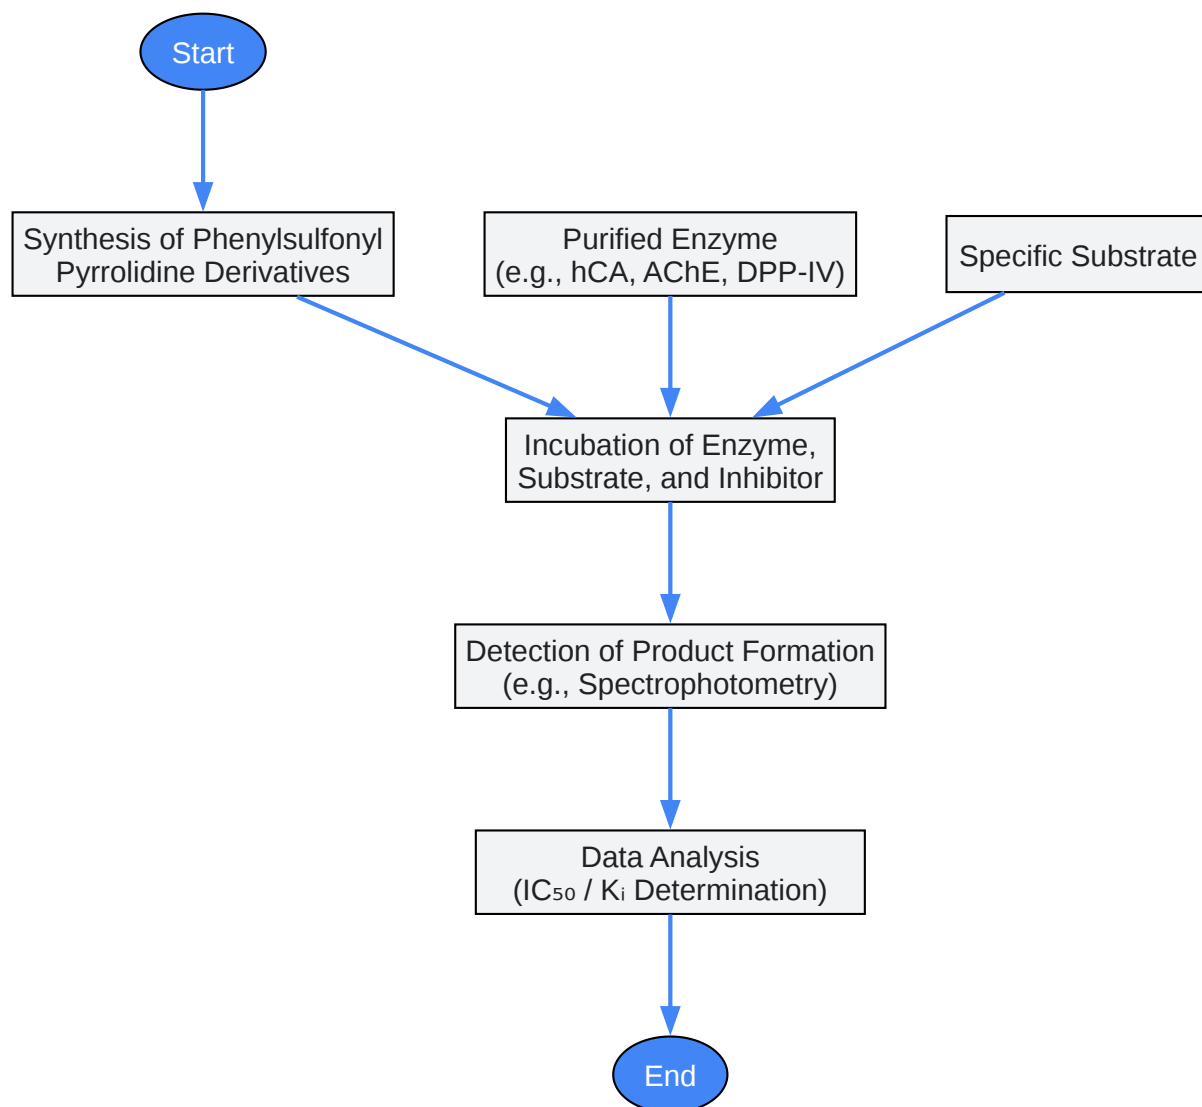 Start
Synthesis of Phenylsulfonyl
Pyrrolidine Derivatives
Purified Enzyme
(e.g., hCA, AChE, DPP-IV)
Specific Substrate
Incubation of Enzyme,
Substrate, and Inhibitor
Detection of Product Formation
(e.g., Spectrophotometry)
Data Analysis
(IC₅₀ / Kᵢ Determination)
End